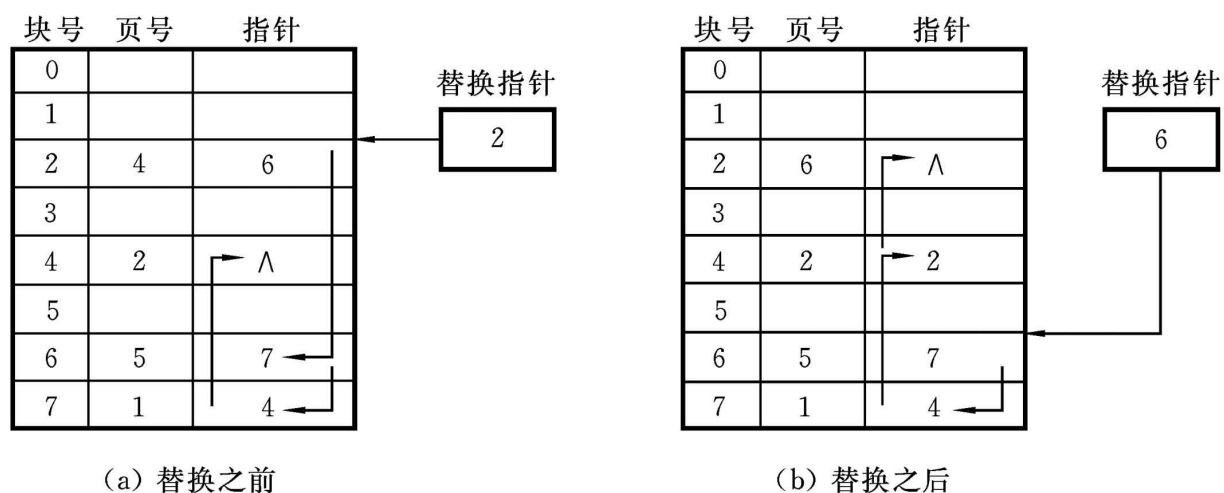 块号 页号 指针 块号 页号 指针
0 0
替换指针 替换指针
1 1
2 6
2 4 6 2 6 ∧
3 3
4 2 ∧ 4 2 2
5 5
6 5 7 6 5 7
7 1 4 7 1 4
(a) 替换之前 (b) 替换之后